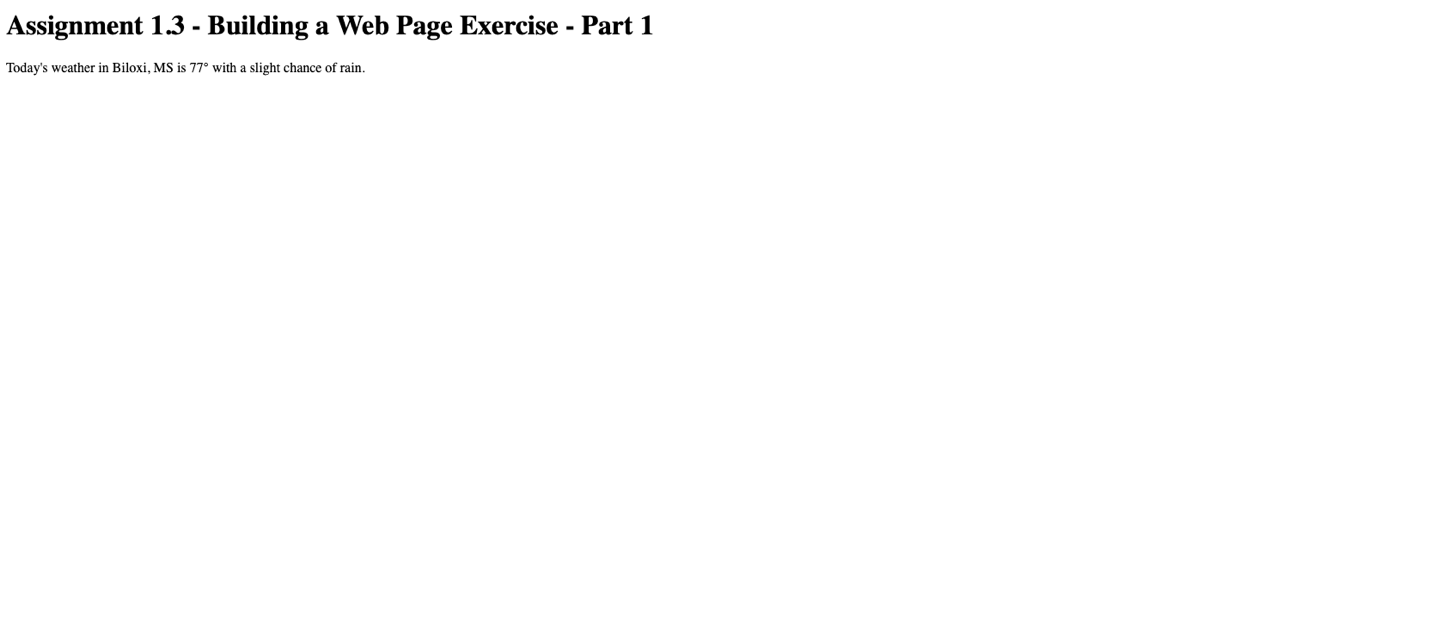 Assignment 1.3 - Building a Web Page Exercise - Part 1
Today's weather in Biloxi, MS is 77° with a slight chance of rain.